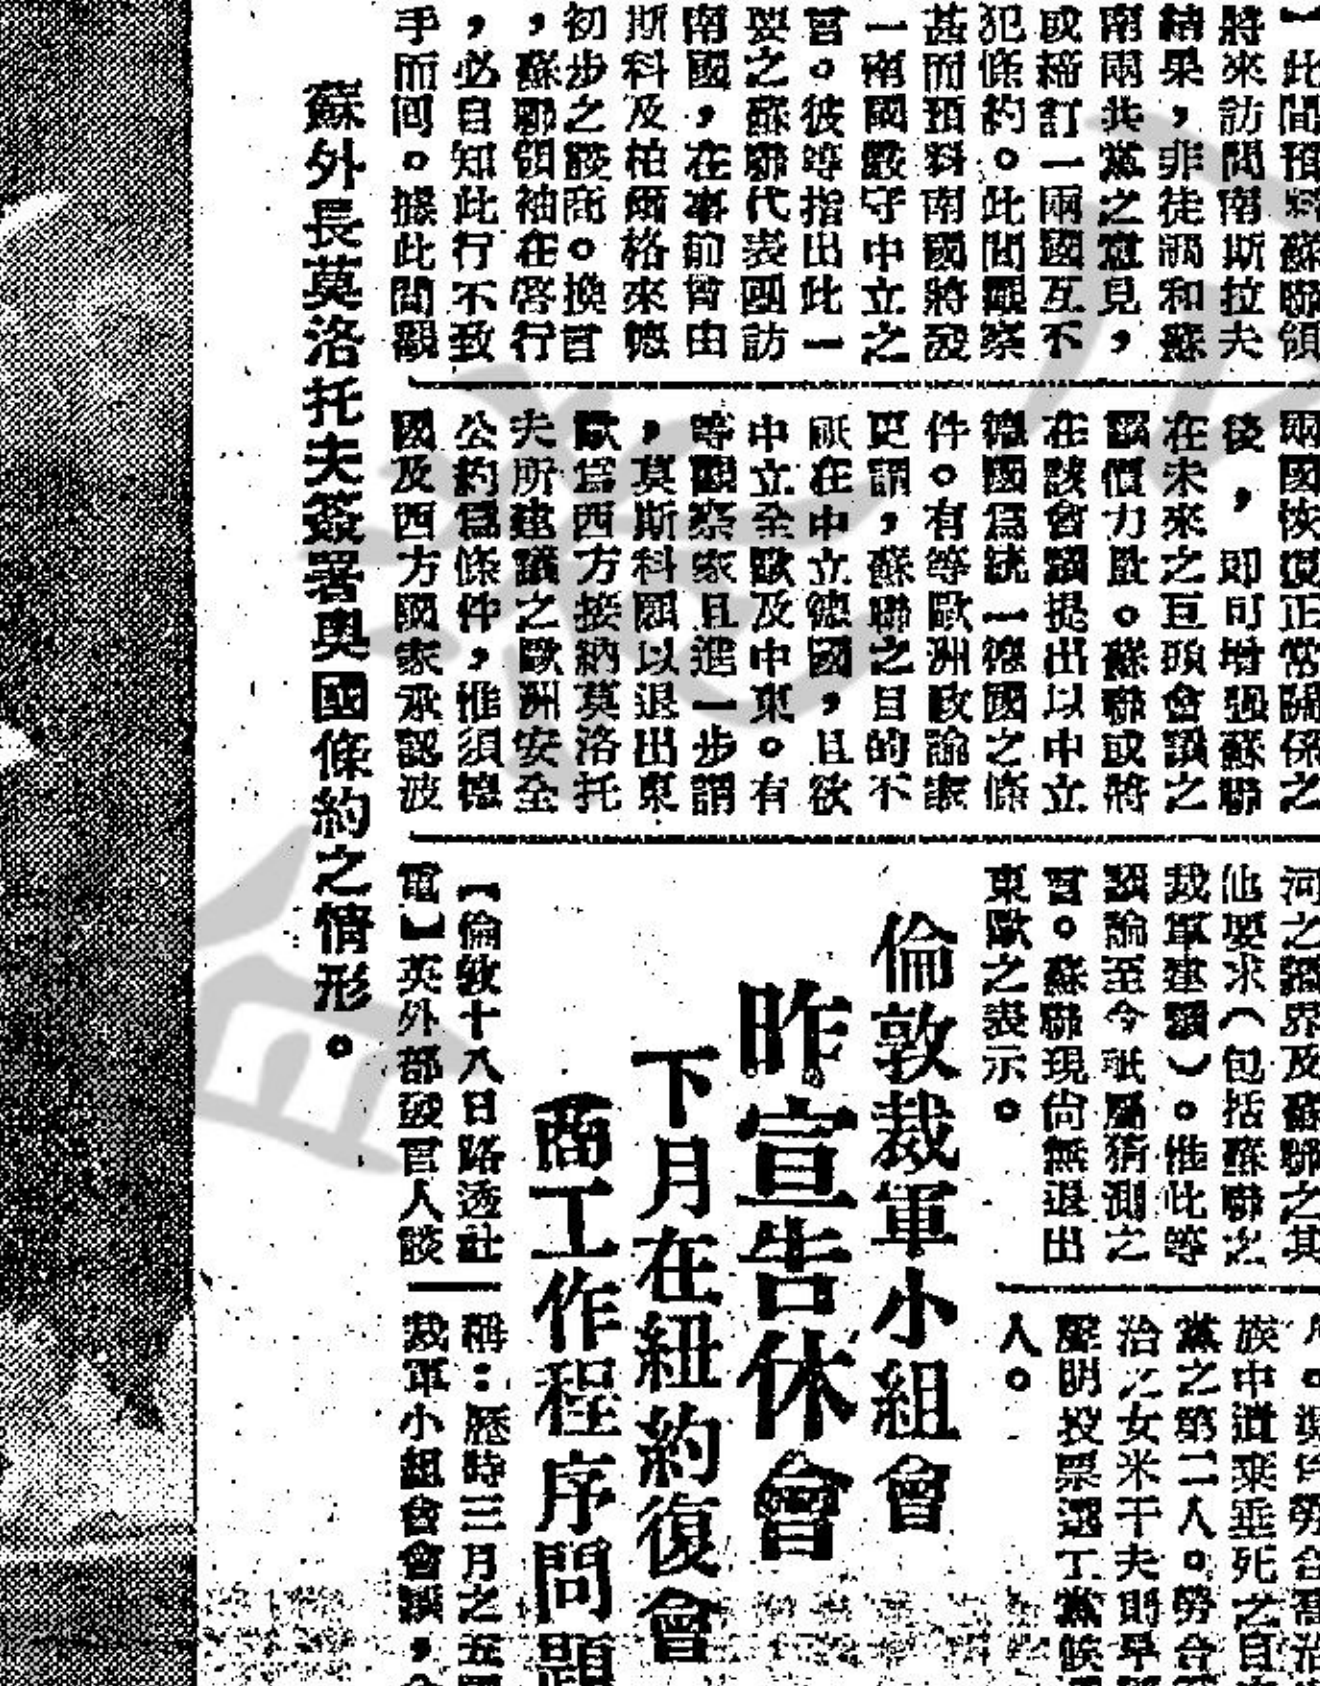 】此間預料蘇聯領
將來訪問南斯拉夫
結果，非徒調和蘇
南兩共黨之意見，
或締訂一兩國互不
犯條約。此間觀察
甚而預料南國將發
一兩國嚴守中立之
言。彼等指出此一
要之蘇聯代表團訪
南國，在事前曾由
斯科及柏爾格來德
初步之磋商。換言
，蘇聯領袖在啓行
，必自知此行不致
手而回。據此間觀
兩國恢復正常關係之
後，即可增强蘇聯
在未來之巨頭會議之
議價力量。蘇聯或將
在該會議提出以中立
德國爲統一德國之條
件。有等歐洲政論家
更謂，蘇聯之目的不
祇在中立德國，且欲
中立全歐及中東。有
等觀察家且進一步謂
，莫斯科願以退出東
歐爲西方接納莫洛托
夫所建議之歐洲安全
公約爲條件，惟須德
國及西方國家承認波
河之疆界及蘇聯之其
他要求（包括蘇聯之
裁軍建議）。惟此等
議論至今祇屬猜測之
言。蘇聯現尚無退出
東歐之表示。
族中遺棄垂死之自
黨之第二人。勞合
治之女米干夫則早
聲明投票選工黨候
人。
倫敦裁軍小組會
昨宣告休會
下月在紐約復會
商工作程序問題
【倫敦十八日路透社
電】英外部發言人談
稱：歷時三月之五國
裁軍小組會會議，
蘇外長莫洛托夫簽署奧國條約之情形。